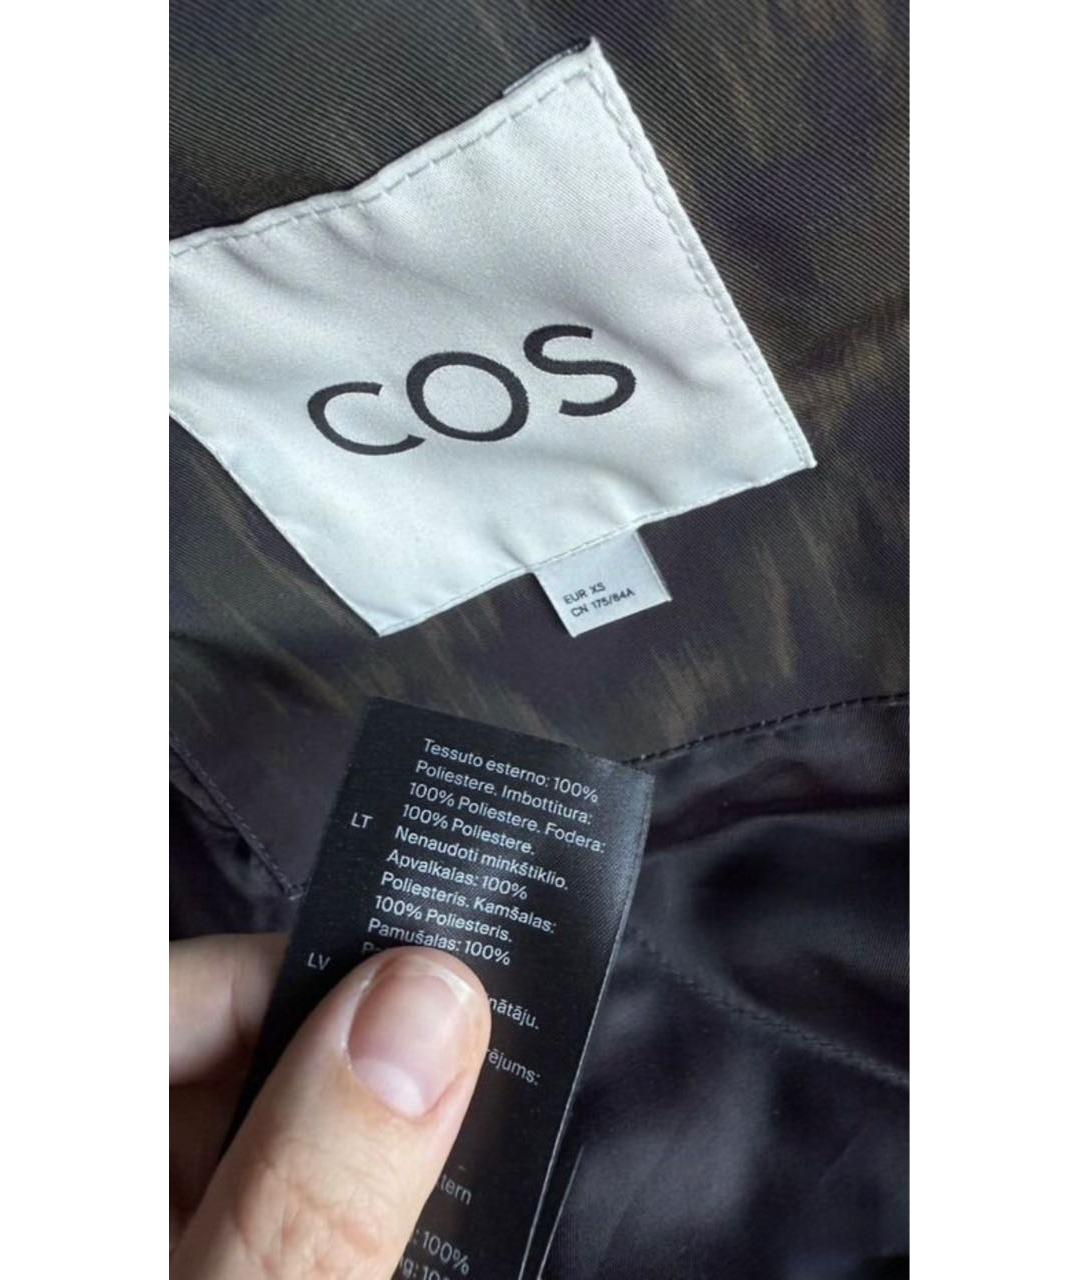 COS
EUR XS
CN 175/84A
Tessuto esterno: 100%
Poliestere. Imbottitura:
100% Poliestere. Fodera:
100% Poliestere.
LT
Nenaudoti minkštiklio.
Apvalkalas: 100%
Poliesteris. Kamšalas:
100% Poliesteris.
Pamušalas: 100%
LV
100%